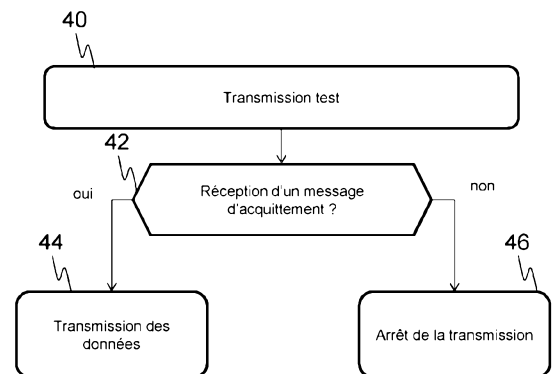 40
Transmission test
42
Réception d'un message
d'acquittement ?
oui
non
44
46
Transmission des
données
Arrêt de la transmission